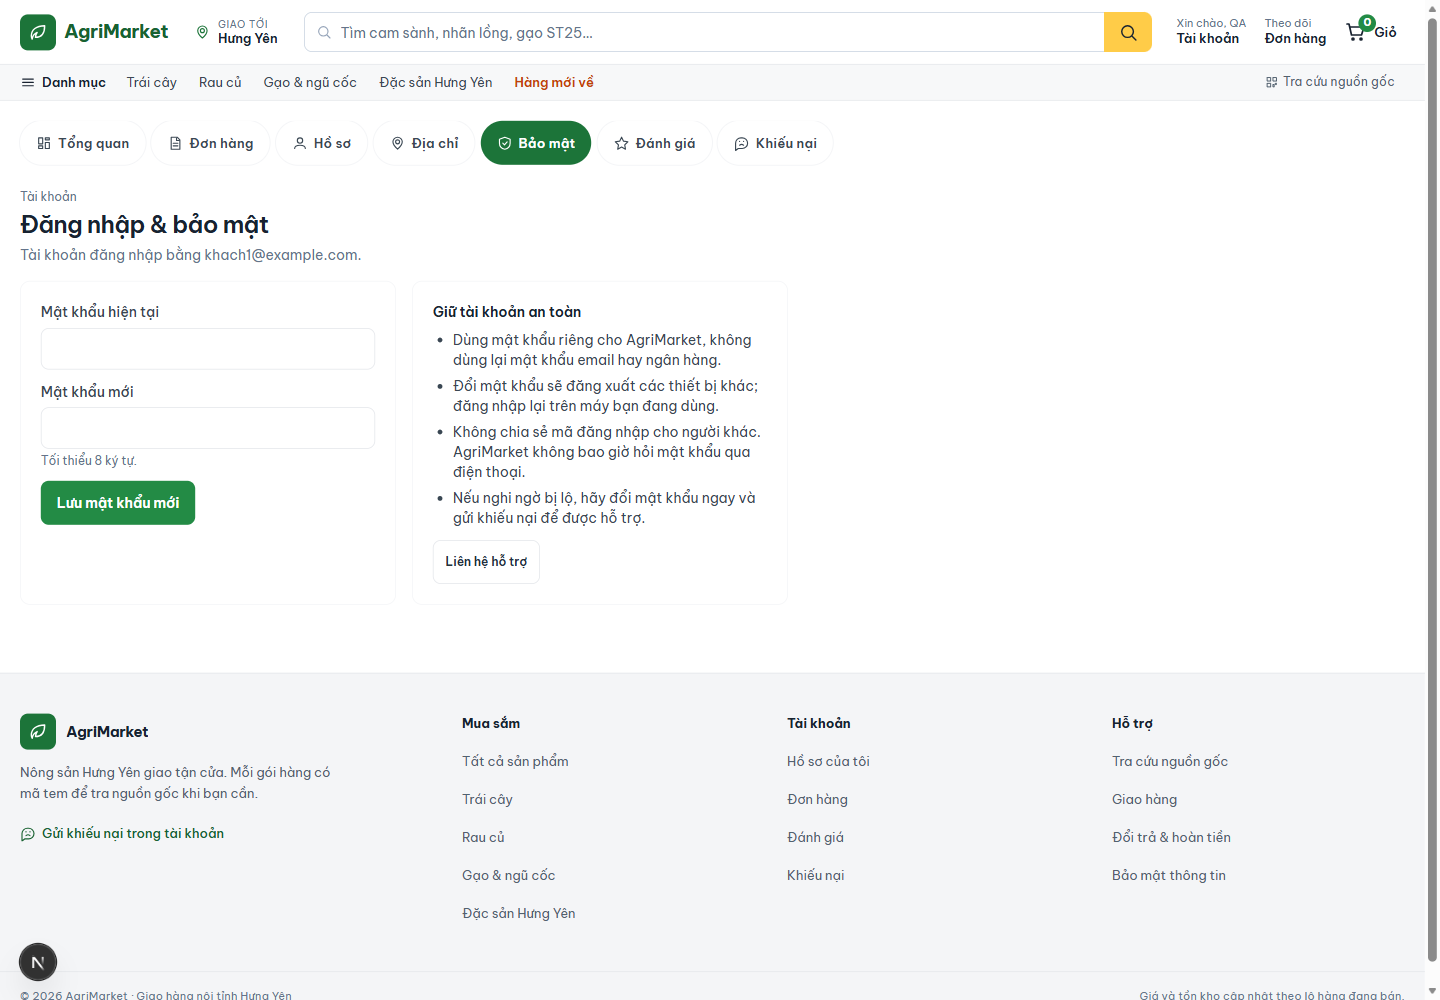 AgriMarket
GIAO TỚI
Hưng Yên
Tìm cam sành, nhãn lồng, gạo ST25...
Xin chào, QA
Tài khoản
Theo dõi
Đơn hàng
0
Giỏ
Danh mục
Trái cây
Rau củ
Gạo & ngũ cốc
Đặc sản Hưng Yên
Hàng mới về
Tra cứu nguồn gốc
Tổng quan
Đơn hàng
Hồ sơ
Địa chỉ
Bảo mật
Đánh giá
Khiếu nại
Tài khoản
Đăng nhập & bảo mật
Tài khoản đăng nhập bằng khach1@example.com.
Mật khẩu hiện tại
Mật khẩu mới
Tối thiểu 8 ký tự.
Lưu mật khẩu mới
Giữ tài khoản an toàn
• Dùng mật khẩu riêng cho AgriMarket, không
dùng lại mật khẩu email hay ngân hàng.
• Đổi mật khẩu sẽ đăng xuất các thiết bị khác;
đăng nhập lại trên máy bạn đang dùng.
• Không chia sẻ mã đăng nhập cho người khác.
AgriMarket không bao giờ hỏi mật khẩu qua
điện thoại.
• Nếu nghi ngờ bị lộ, hãy đổi mật khẩu ngay và
gửi khiếu nại để được hỗ trợ.
Liên hệ hỗ trợ
AgriMarket
Nông sản Hưng Yên giao tận cửa. Mỗi gói hàng có
mã tem để tra nguồn gốc khi bạn cần.
Gửi khiếu nại trong tài khoản
Mua sắm
Tất cả sản phẩm
Trái cây
Rau củ
Gạo & ngũ cốc
Đặc sản Hưng Yên
Tài khoản
Hồ sơ của tôi
Đơn hàng
Đánh giá
Khiếu nại
Hỗ trợ
Tra cứu nguồn gốc
Giao hàng
Đổi trả & hoàn tiền
Bảo mật thông tin
N
© 2026 AgriMarket · Giao hàng nội tỉnh Hưng Yên
Giá và tồn kho cập nhật theo lô hàng đang bán.